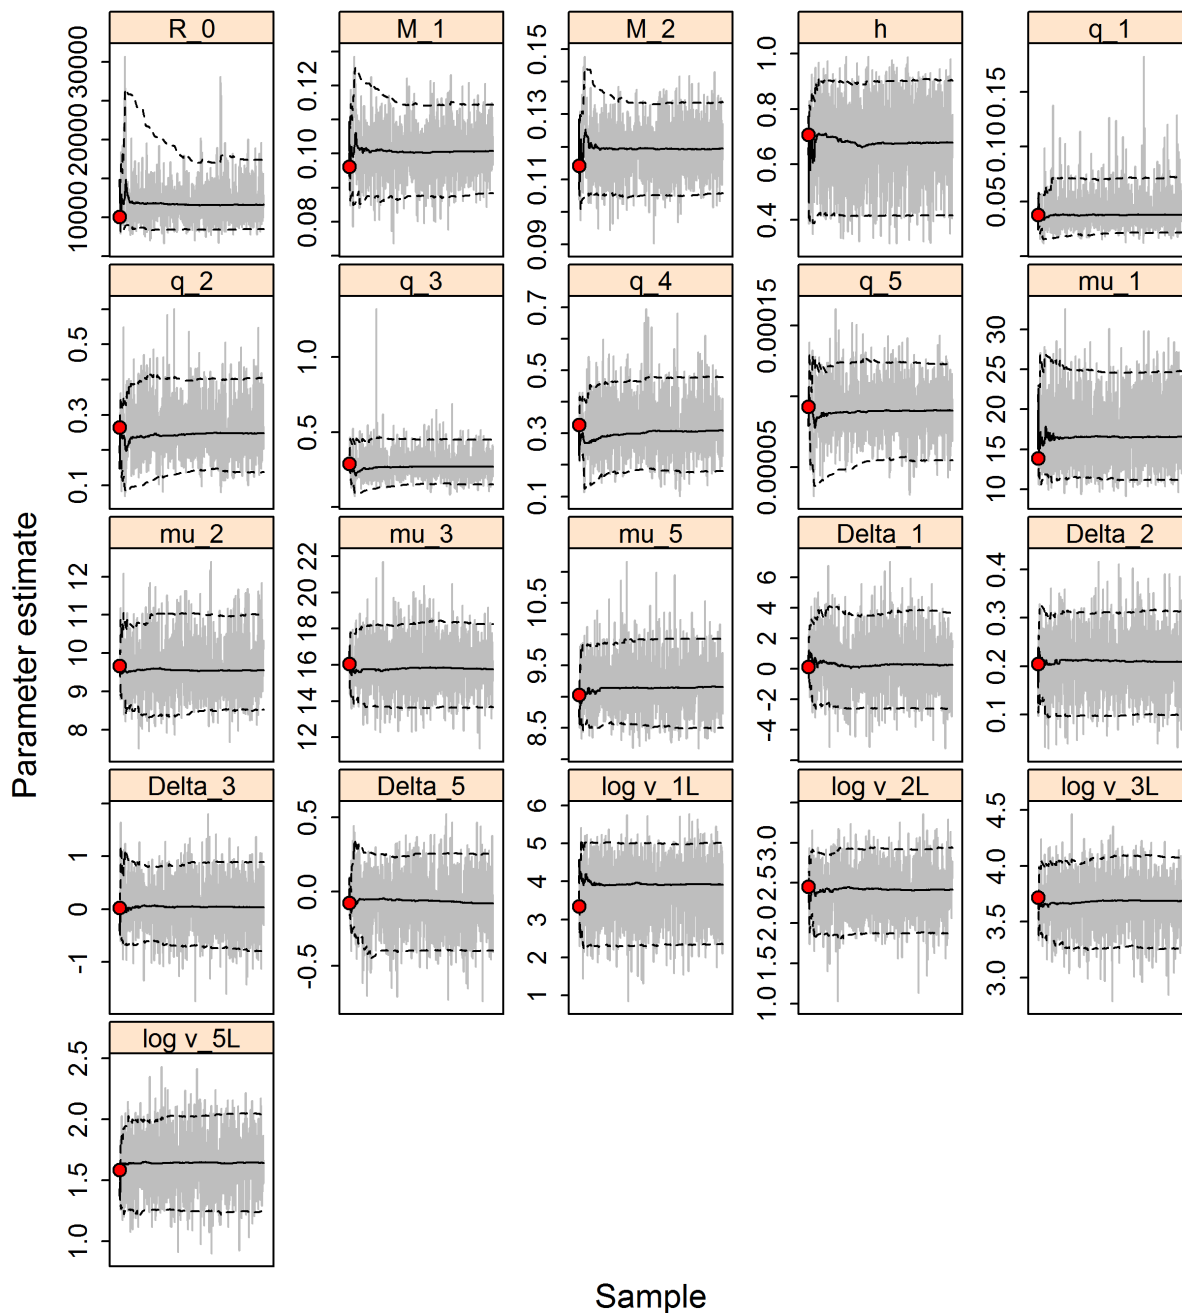 Parameter estimate
R_0
10000 20000 30000
M_1
0.08 0.10 0.12
M_2
0.09 0.11 0.13 0.15
h
0.4 0.6 0.8 1.0
q_1
0.05 0.10 0.15
q_2
0.1 0.3 0.5
q_3
0.5 1.0
q_4
0.1 0.3 0.5 0.7
q_5
0.00005 0.00015
mu_1
10 15 20 25 30
mu_2
8 9 10 11 12
mu_3
12 14 16 18 20 22
mu_5
8.5 9.5 10.5
Delta_1
-4 -2 0 2 4 6
Delta_2
0.1 0.2 0.3 0.4
Delta_3
-1 0 1
Delta_5
-0.5 0.0 0.5
log v_1L
1 2 3 4 5 6
log v_2L
1.0 1.5 2.0 2.5 3.0
log v_3L
3.0 3.5 4.0 4.5
log v_5L
1.0 1.5 2.0 2.5
Sample